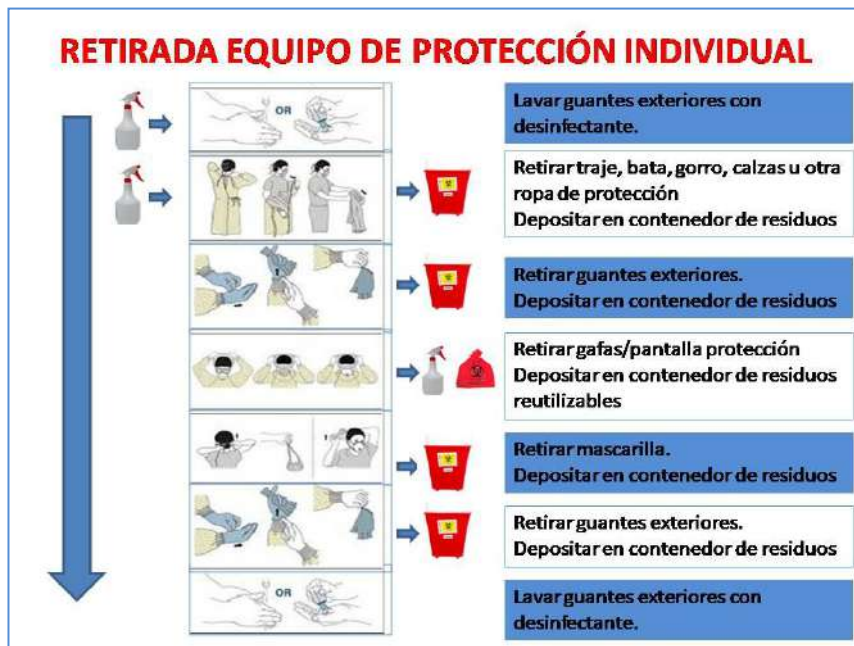 RETIRADA EQUIPO DE PROTECCIÓN INDIVIDUAL
OR
Lavar guantes exteriores con
desinfectante.
Retirar traje, bata, gorro, calzas u otra
ropa de protección
Depositar en contenedor de residuos
Retirar guantes exteriores.
Depositar en contenedor de residuos
Retirar gafas/pantalla protección
Depositar en contenedor de residuos
reutilizables
Retirar mascarilla.
Depositar en contenedor de residuos
Retirar guantes exteriores.
Depositar en contenedor de residuos
OR
Lavar guantes exteriores con
desinfectante.